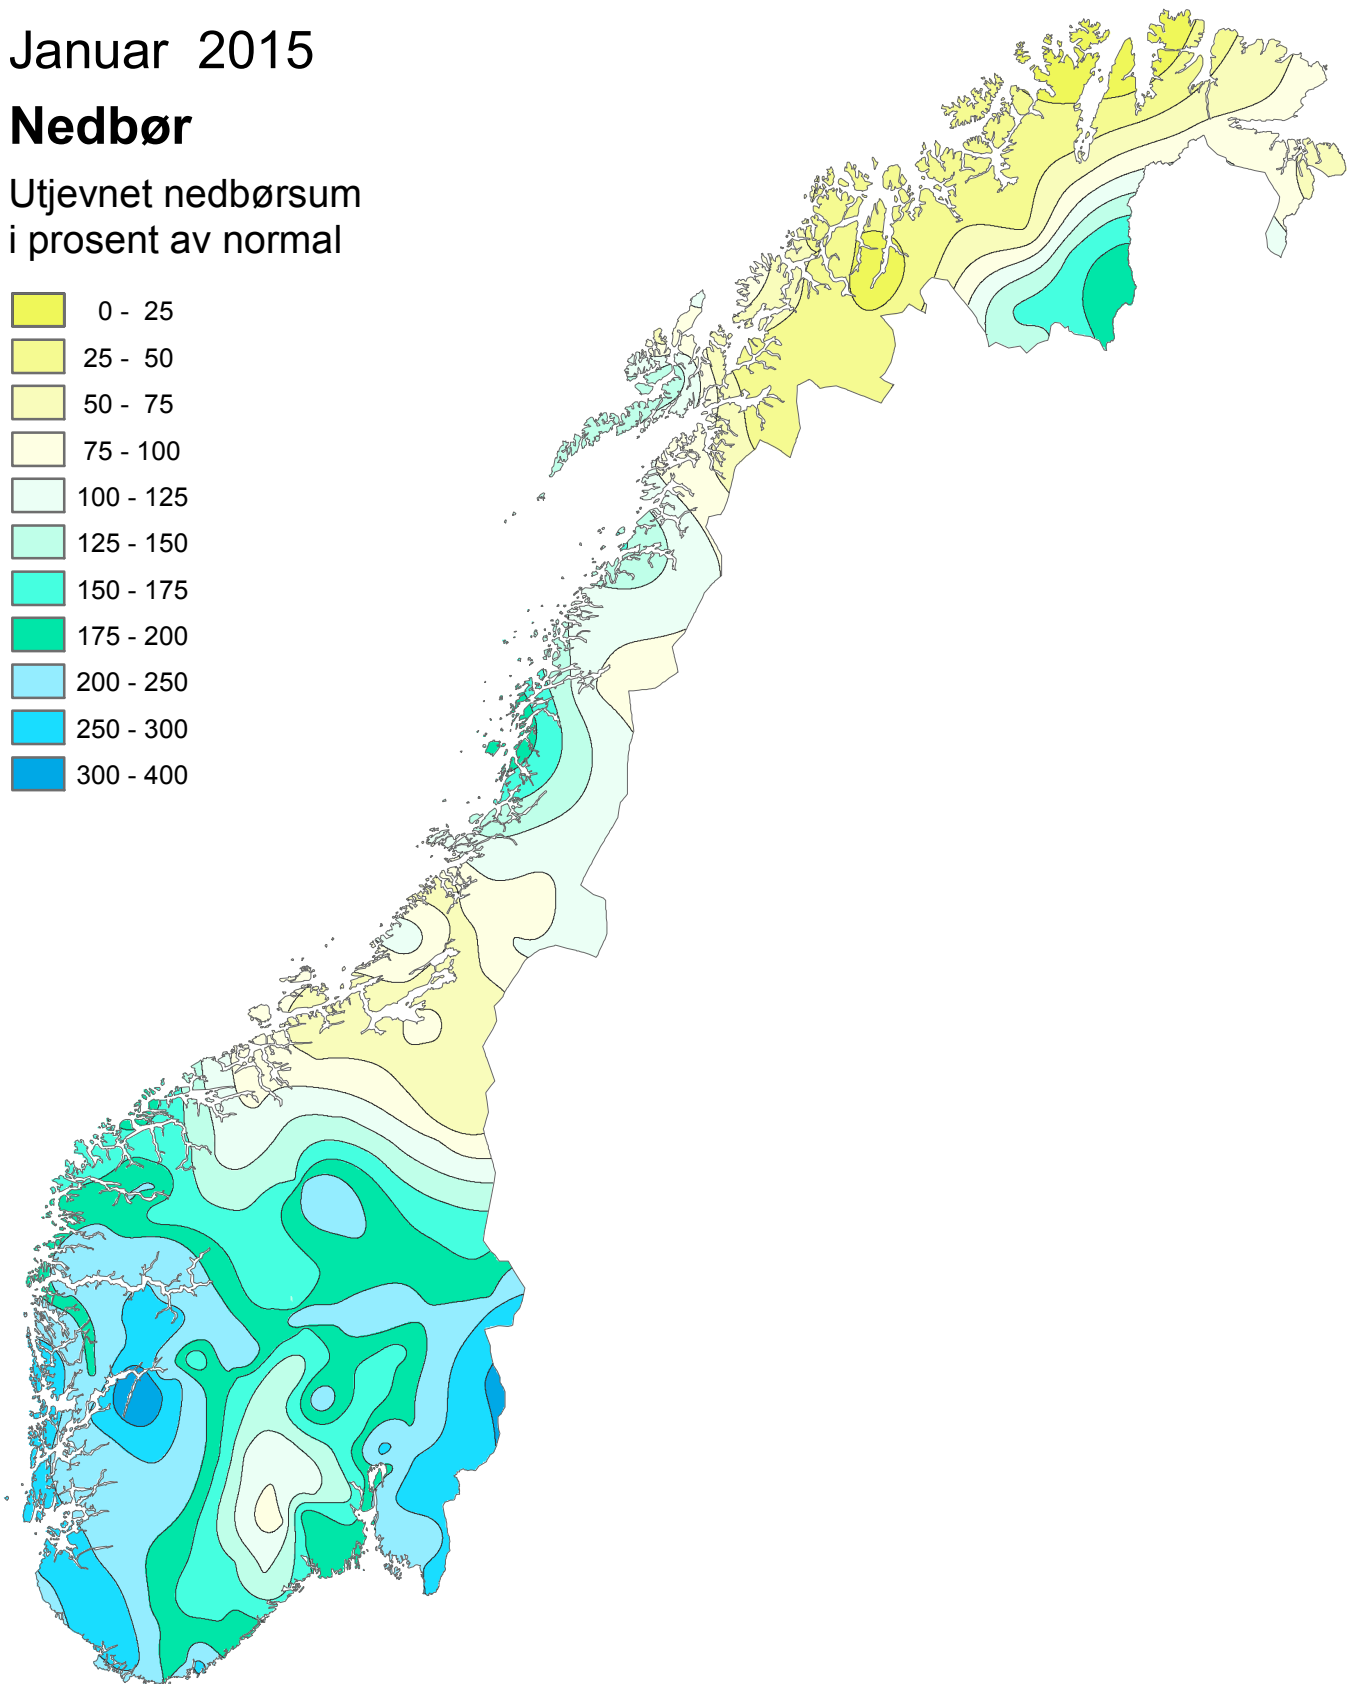 Januar 2015
Nedbør
Utjevnet nedbørsum
i prosent av normal
0 - 25
25 - 50
50 - 75
75 - 100
100 - 125
125 - 150
150 - 175
175 - 200
200 - 250
250 - 300
300 - 400